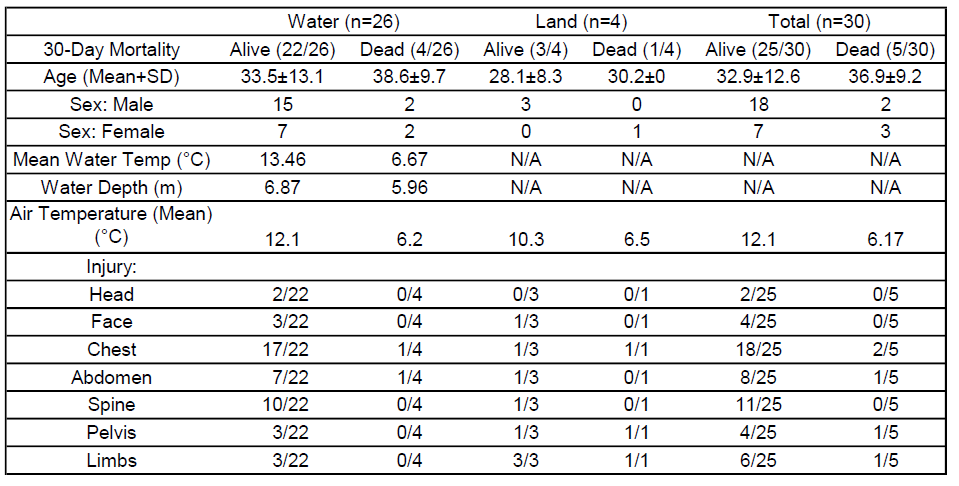 Water (n=26) Land (n=4) Total (n=30)
30-Day Mortality Alive (22/26) Dead (4/26) Alive (3/4) Dead (1/4) Alive (25/30) Dead (5/30)
Age (Mean+SD) 33.5±13.1 38.6±9.7 28.1±8.3 30.2±0 32.9±12.6 36.9±9.2
Sex: Male 15 2 3 0 18 2
Sex: Female 7 2 0 1 7 3
Mean Water Temp (°C) 13.46 6.67 N/A N/A N/A N/A
Water Depth (m) 6.87 5.96 N/A N/A N/A N/A
Air Temperature (Mean)
(°C) 12.1 6.2 10.3 6.5 12.1 6.17
Injury:
Head 2/22 0/4 0/3 0/1 2/25 0/5
Face 3/22 0/4 1/3 0/1 4/25 0/5
Chest 17/22 1/4 1/3 1/1 18/25 2/5
Abdomen 7/22 1/4 1/3 0/1 8/25 1/5
Spine 10/22 0/4 1/3 0/1 11/25 0/5
Pelvis 3/22 0/4 1/3 1/1 4/25 1/5
Limbs 3/22 0/4 3/3 1/1 6/25 1/5